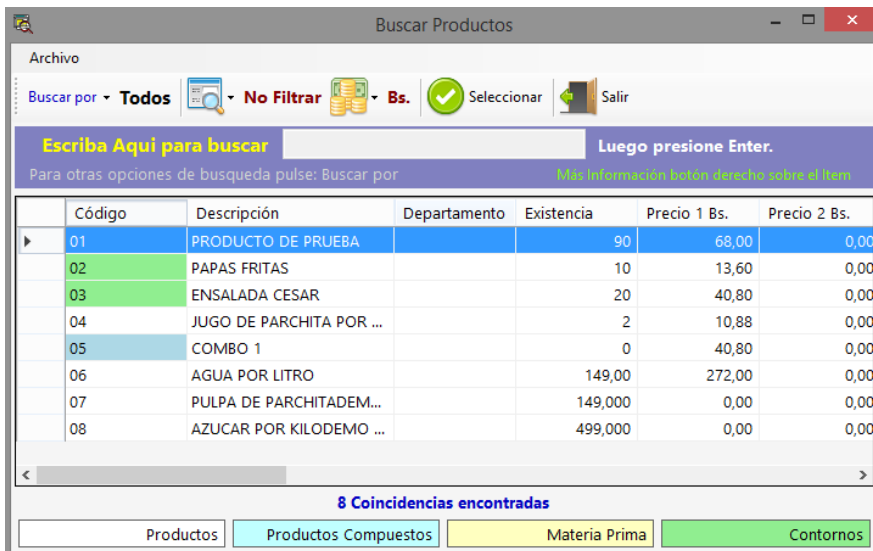 Buscar Productos
Archivo
Buscar por Todos No Filtrar Bs. Seleccionar Salir
Escriba Aqui para buscar Luego presione Enter.
Para otras opciones de busqueda pulse: Buscar por Más Información botón derecho sobre el Item
Código Descripción Departamento Existencia Precio 1 Bs. Precio 2 Bs.
01 PRODUCTO DE PRUEBA 90 68,00 0,00
02 PAPAS FRITAS 10 13,60 0,00
03 ENSALADA CESAR 20 40,80 0,00
04 JUGO DE PARCHITA POR ... 2 10,88 0,00
05 COMBO 1 0 40,80 0,00
06 AGUA POR LITRO 149,00 272,00 0,00
07 PULPA DE PARCHITADEM... 149,000 0,00 0,00
08 AZUCAR POR KILODEMO ... 499,000 0,00 0,00
8 Coincidencias encontradas
Productos Productos Compuestos Materia Prima Contornos